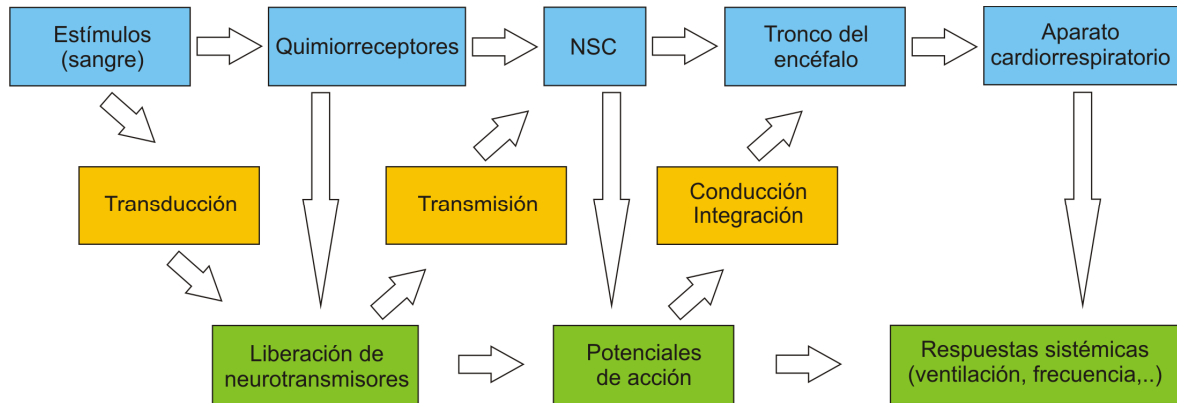 Estímulos
(sangre)
Quimiorreceptores
NSC
Tronco del
encéfalo
Aparato
cardiorrespiratorio
Transducción
Transmisión
Conducción
Integración
Liberación de
neurotransmisores
Potenciales
de acción
Respuestas sistémicas
(ventilación, frecuencia,..)